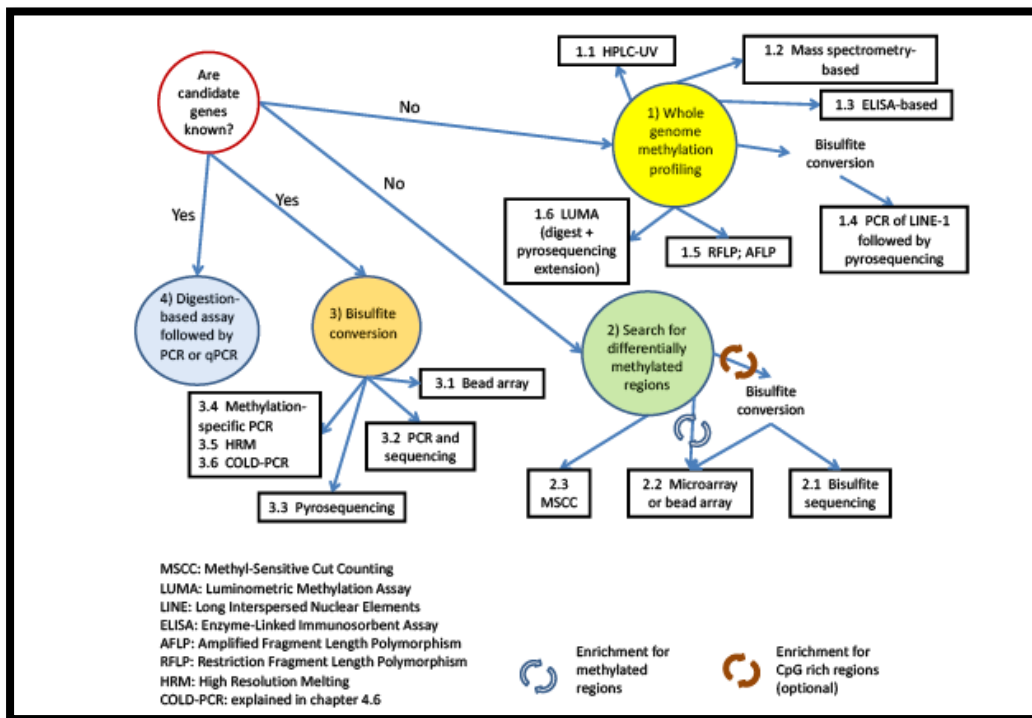 Are
candidate
genes
known?
No
No
Yes
Yes
1.1 HPLC-UV
1.2 Mass spectrometry-
based
1.3 ELISA-based
1) Whole
genome
methylation
profiling
Bisulfite
conversion
1.4 PCR of LINE-1
followed by
pyrosequencing
1.5 RFLP; AFLP
1.6 LUMA
(digest +
pyrosequencing
extension)
4) Digestion-
based assay
followed by
PCR or qPCR
3) Bisulfite
conversion
3.1 Bead array
3.2 PCR and
sequencing
3.3 Pyrosequencing
3.4 Methylation-
specific PCR
3.5 HRM
3.6 COLD-PCR
2) Search for
differentially
methylated
regions
Bisulfite
conversion
2.3
MSCC
2.2 Microarray
or bead array
2.1 Bisulfite
sequencing
MSCC: Methyl-Sensitive Cut Counting
LUMA: Luminometric Methylation Assay
LINE: Long Interspersed Nuclear Elements
ELISA: Enzyme-Linked Immunosorbent Assay
AFLP: Amplified Fragment Length Polymorphism
RFLP: Restriction Fragment Length Polymorphism
HRM: High Resolution Melting
COLD-PCR: explained in chapter 4.6
Enrichment for
methylated
regions
Enrichment for
CpG rich regions
(optional)